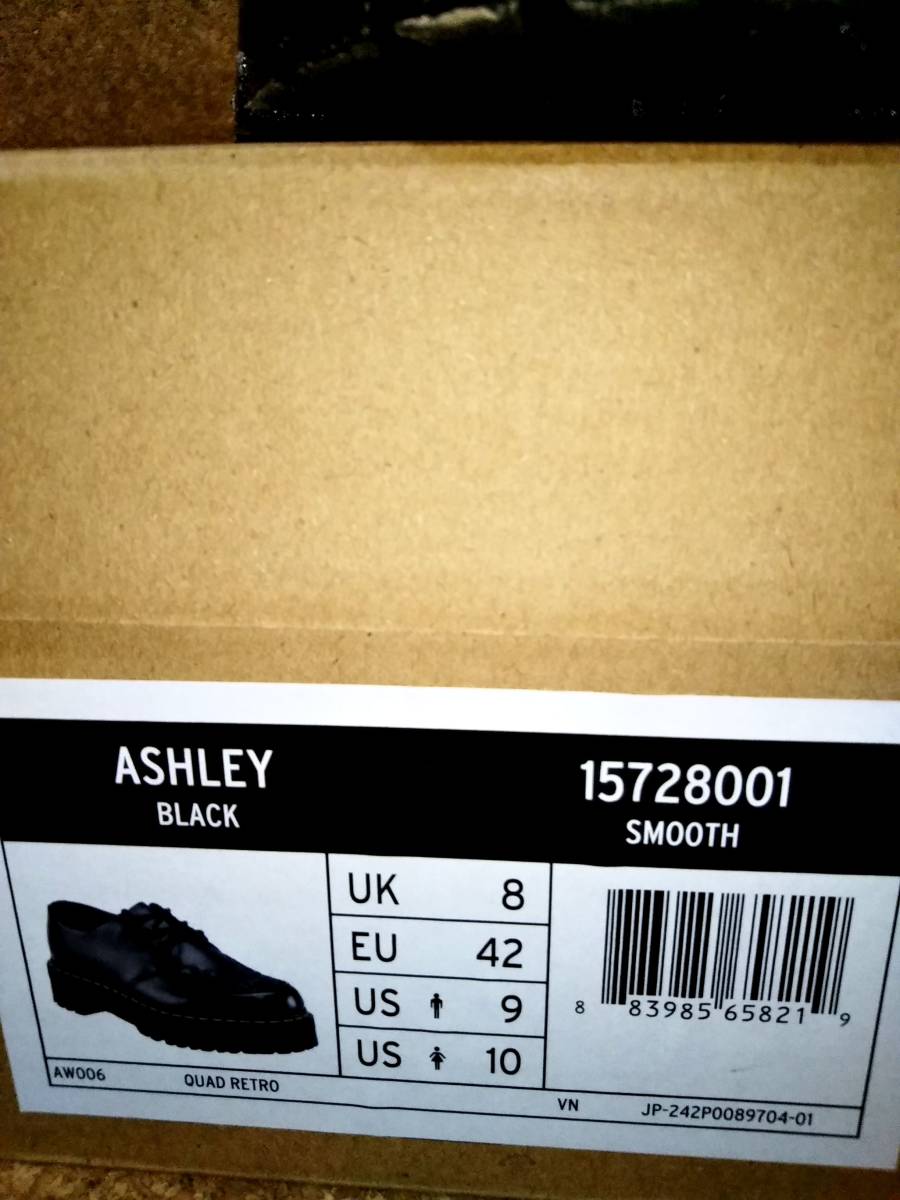 ASHLEY
BLACK
15728001
SMOOTH
UK 8
EU 42
US 9
US 10
8 83985 65821 9
AW006 QUAD RETRO
VN JP-242P0089704-01